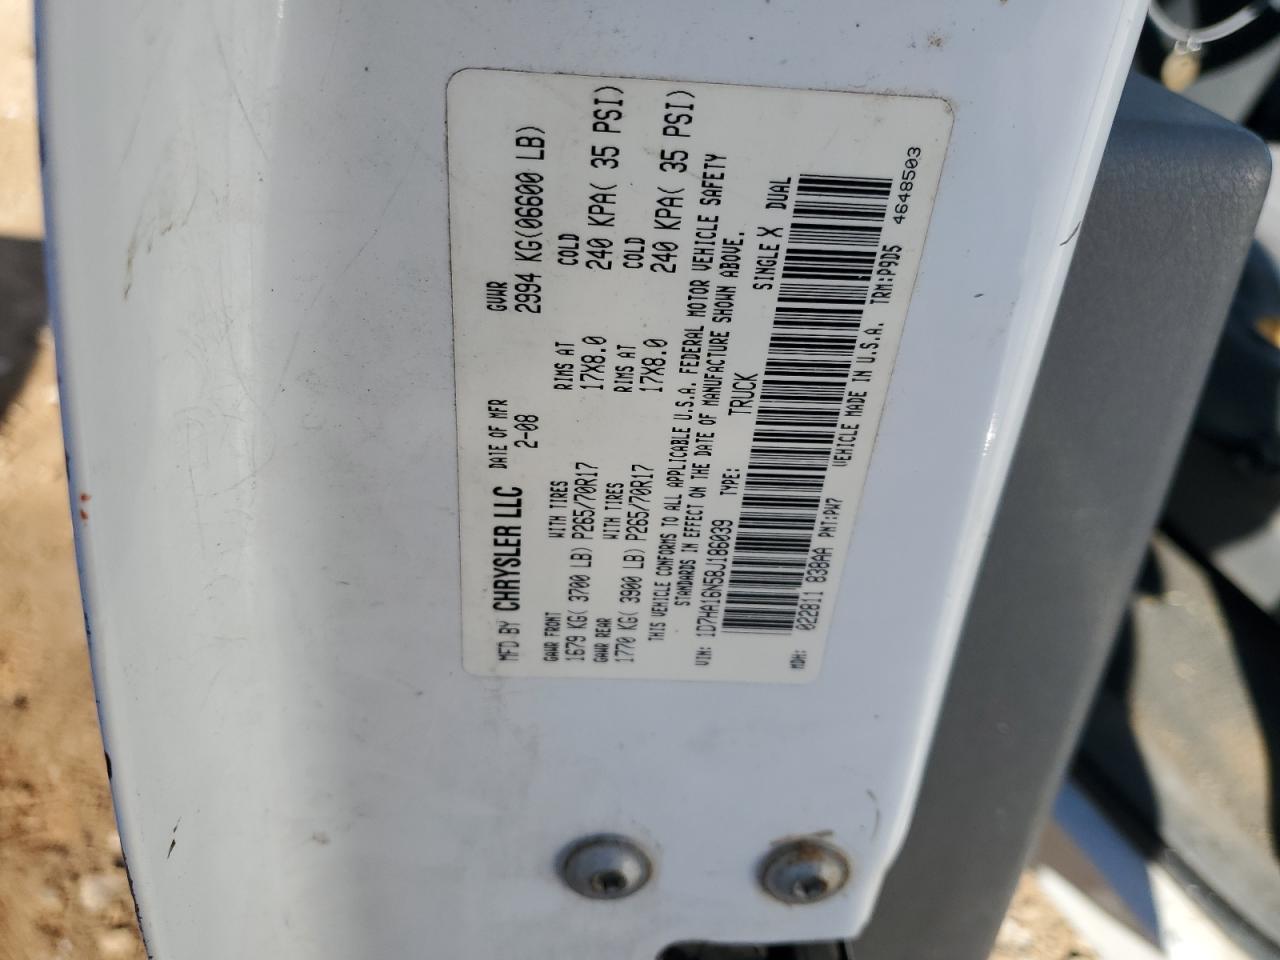 MFD BY CHRYSLER LLC DATE OF MFR GVWR
2-08 2994 KG(06600 LB)
GAWR FRONT WITH TIRES RIMS AT COLD
1679 KG( 3700 LB) P265/70R17 17X8.0 240 KPA( 35 PSI)
GAWR REAR WITH TIRES RIMS AT COLD
1770 KG( 3900 LB) P265/70R17 17X8.0 240 KPA( 35 PSI)
THIS VEHICLE CONFORMS TO ALL APPLICABLE U.S.A. FEDERAL MOTOR VEHICLE SAFETY
STANDARDS IN EFFECT ON THE DATE OF MANUFACTURE SHOWN ABOVE.
VIN: 1D7HA16N58J186039 TYPE: TRUCK SINGLE X DUAL
MDH: 022811 838AA PNT:PW7 VEHICLE MADE IN U.S.A. TRM:P9D5 4648503